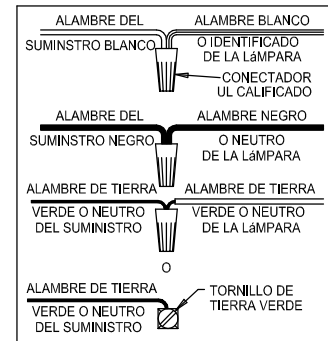 ALAMBRE DEL ALAMBRE BLANCO
SUMINSTRO BLANCO O IDENTIFICADO
DE LA LáMPARA
CONECTADOR
UL CALIFICADO
ALAMBRE DEL ALAMBRE NEGRO
SUMINSTRO NEGRO O NEUTRO
DE LA LáMPARA
ALAMBRE DE TIERRA ALAMBRE DE TIERRA
VERDE O NEUTRO VERDE O NEUTRO
DEL SUMINISTRO DE LA LáMPARA
O
ALAMBRE DE TIERRA TORNILLO DE
VERDE O NEUTRO TIERRA VERDE
DEL SUMINISTRO